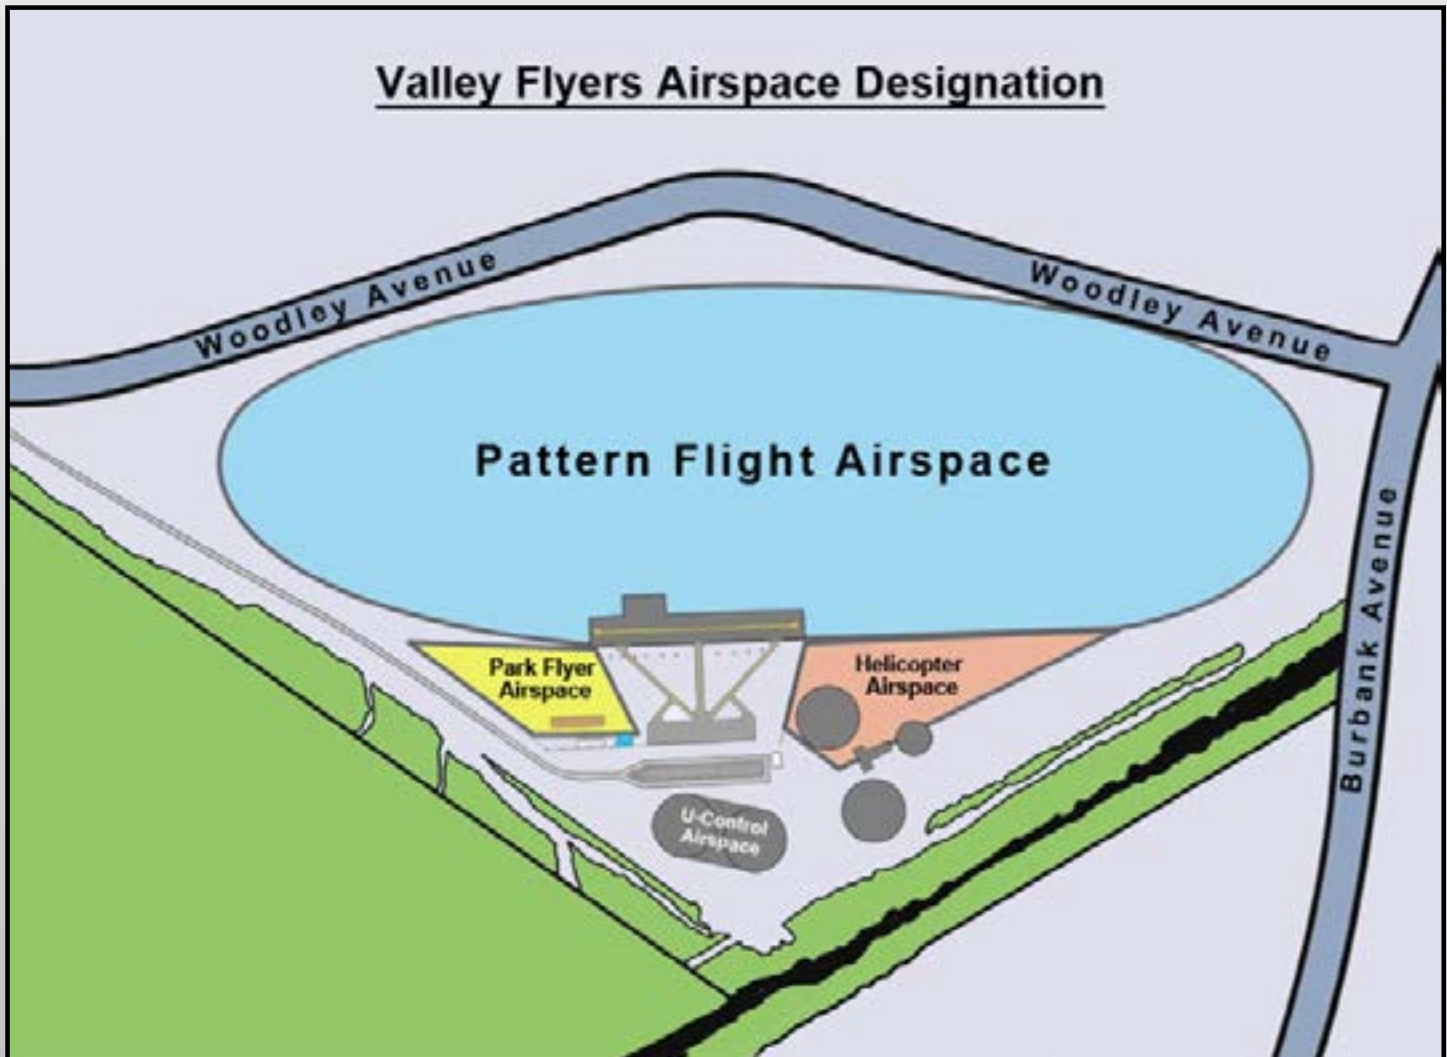 Valley Flyers Airspace Designation
Woodley Avenue
Woodley Avenue
Pattern Flight Airspace
Burbank Avenue
Park Flyer
Airspace
Helicopter
Airspace
U-Control
Airspace